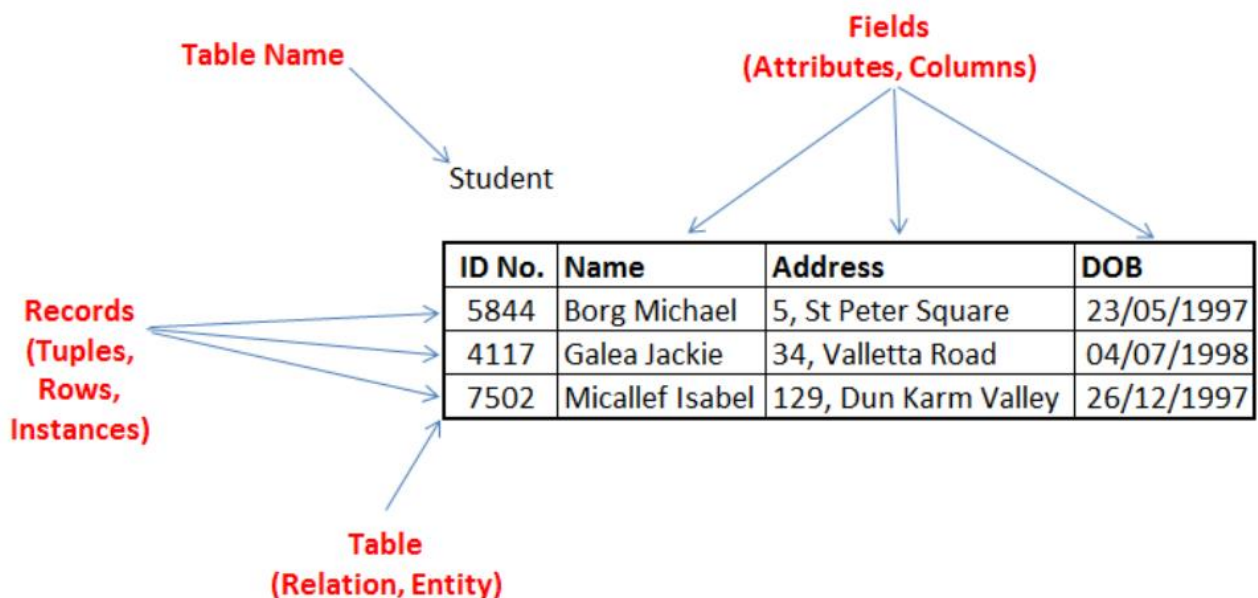 Fields
(Attributes, Columns)
Table Name
Student
ID No. Name Address DOB
5844 Borg Michael 5, St Peter Square 23/05/1997
4117 Galea Jackie 34, Valletta Road 04/07/1998
7502 Micallef Isabel 129, Dun Karm Valley 26/12/1997
Records
(Tuples,
Rows,
Instances)
Table
(Relation, Entity)